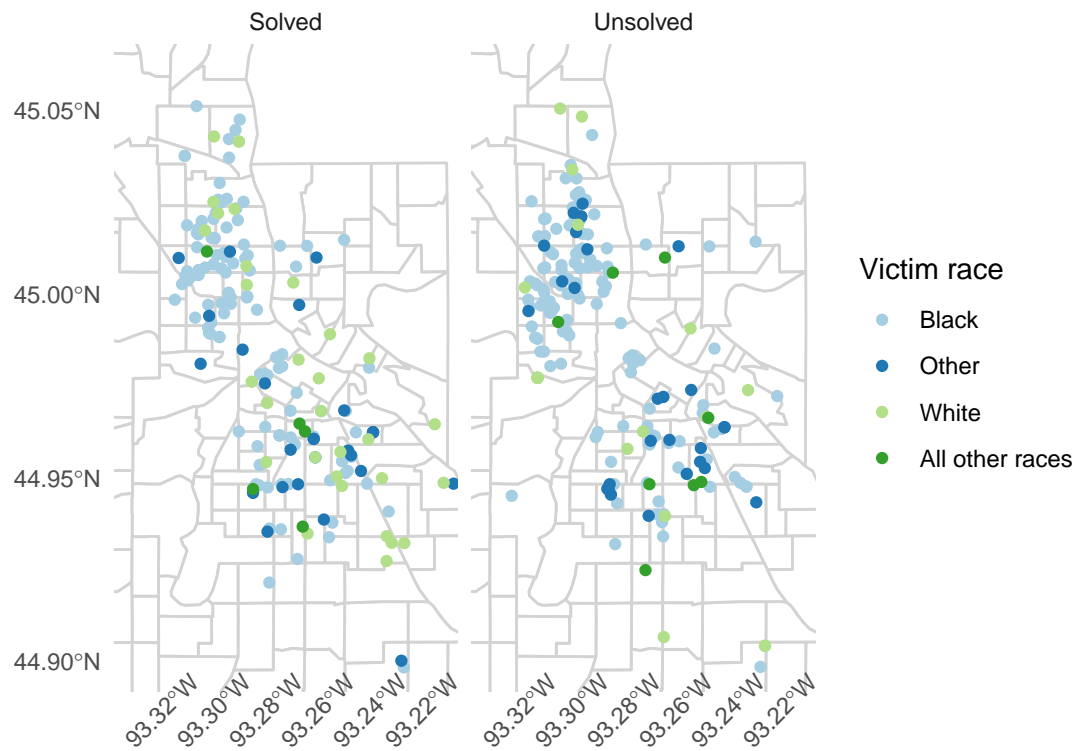 Solved
Unsolved
45.05°N
45.00°N
44.95°N
44.90°N
93.32°W
93.30°W
93.28°W
93.26°W
93.24°W
93.22°W
93.32°W
93.30°W
93.28°W
93.26°W
93.24°W
93.22°W
Victim race
Black
Other
White
All other races